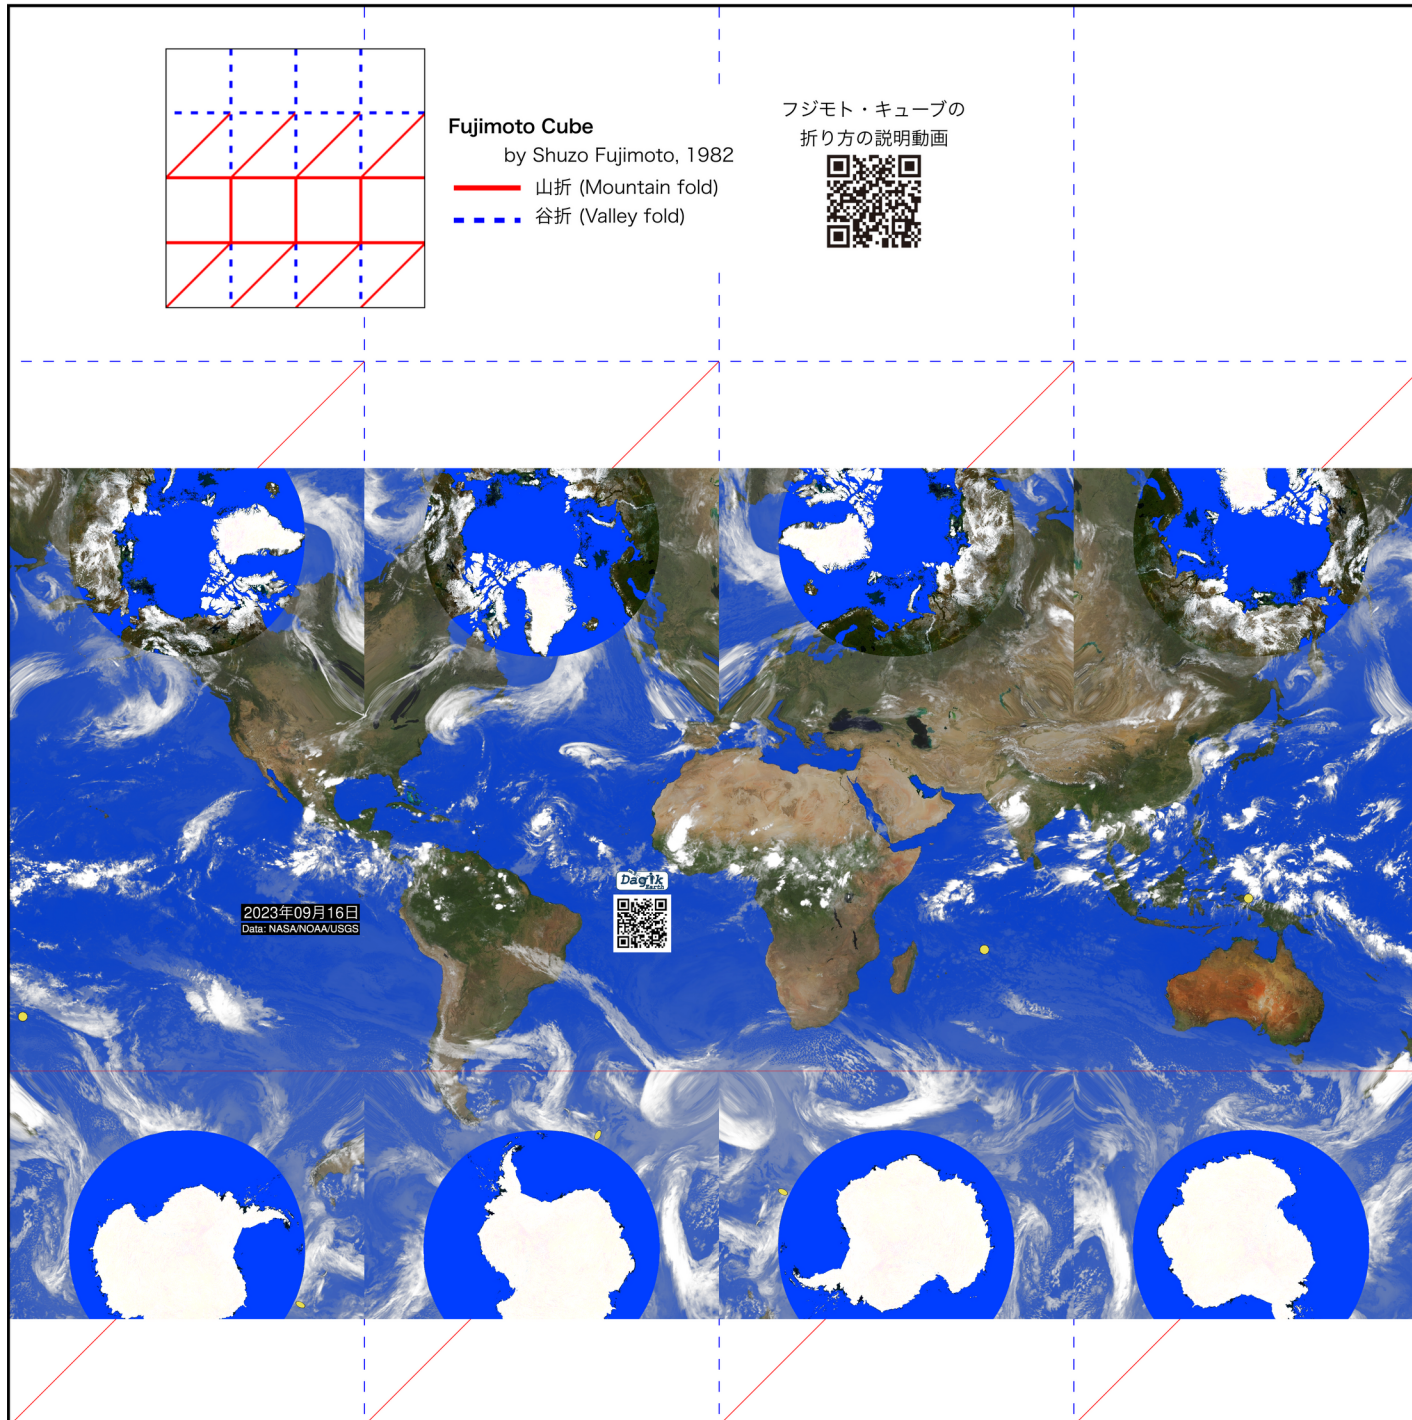 Fujimoto Cube
by Shuzo Fujimoto, 1982
山折 (Mountain fold)
谷折 (Valley fold)
フジモト・キューブの
折り方の説明動画
Dagik
Earth
2023年09月16日
Data: NASA/NOAA/USGS